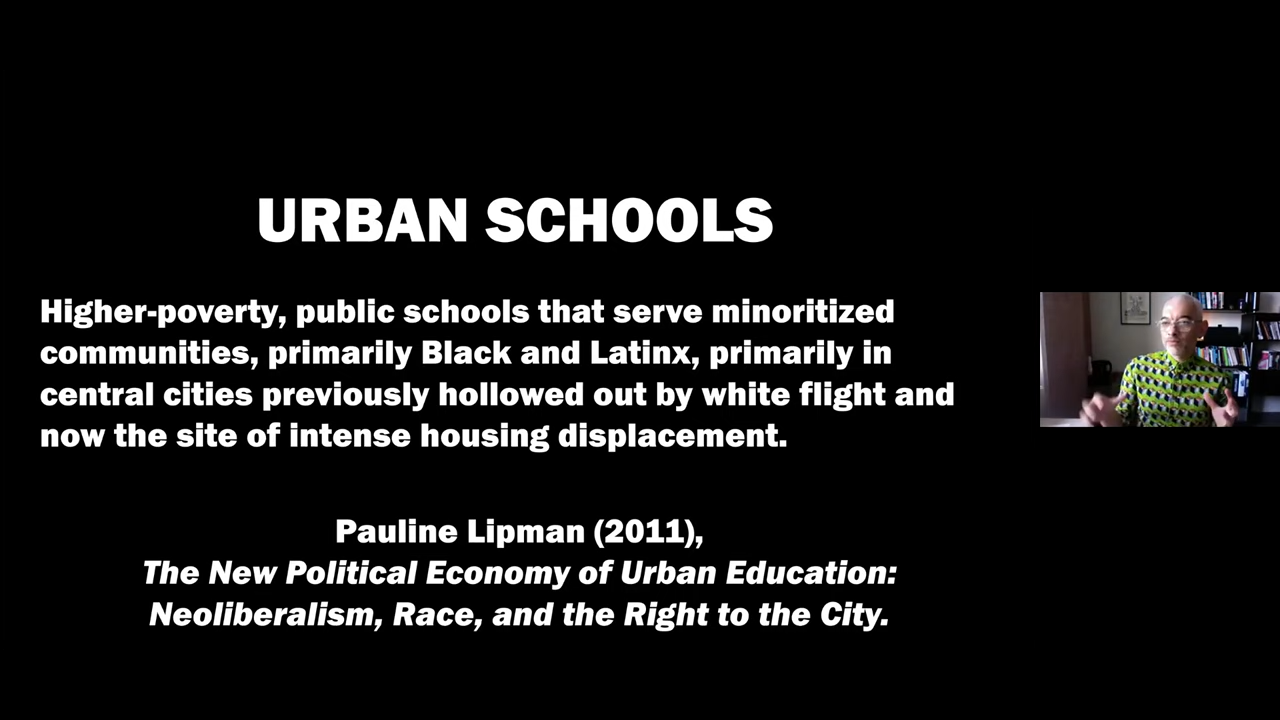 URBAN SCHOOLS
Higher-poverty, public schools that serve minoritized
communities, primarily Black and Latinx, primarily in
central cities previously hollowed out by white flight and
now the site of intense housing displacement.
Pauline Lipman (2011),
The New Political Economy of Urban Education:
Neoliberalism, Race, and the Right to the City.